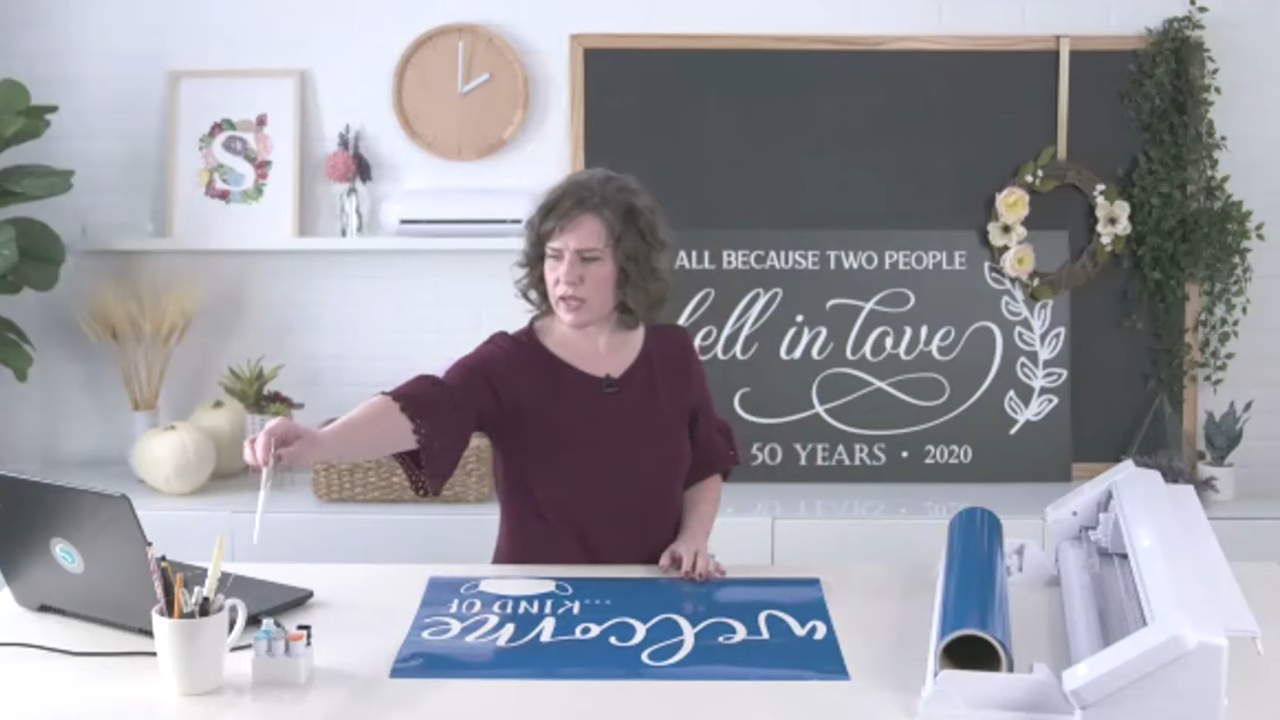 S
ALL BECAUSE TWO PEOPLE
fell in love
50 YEARS • 2020
welcome
...KIND OF
S